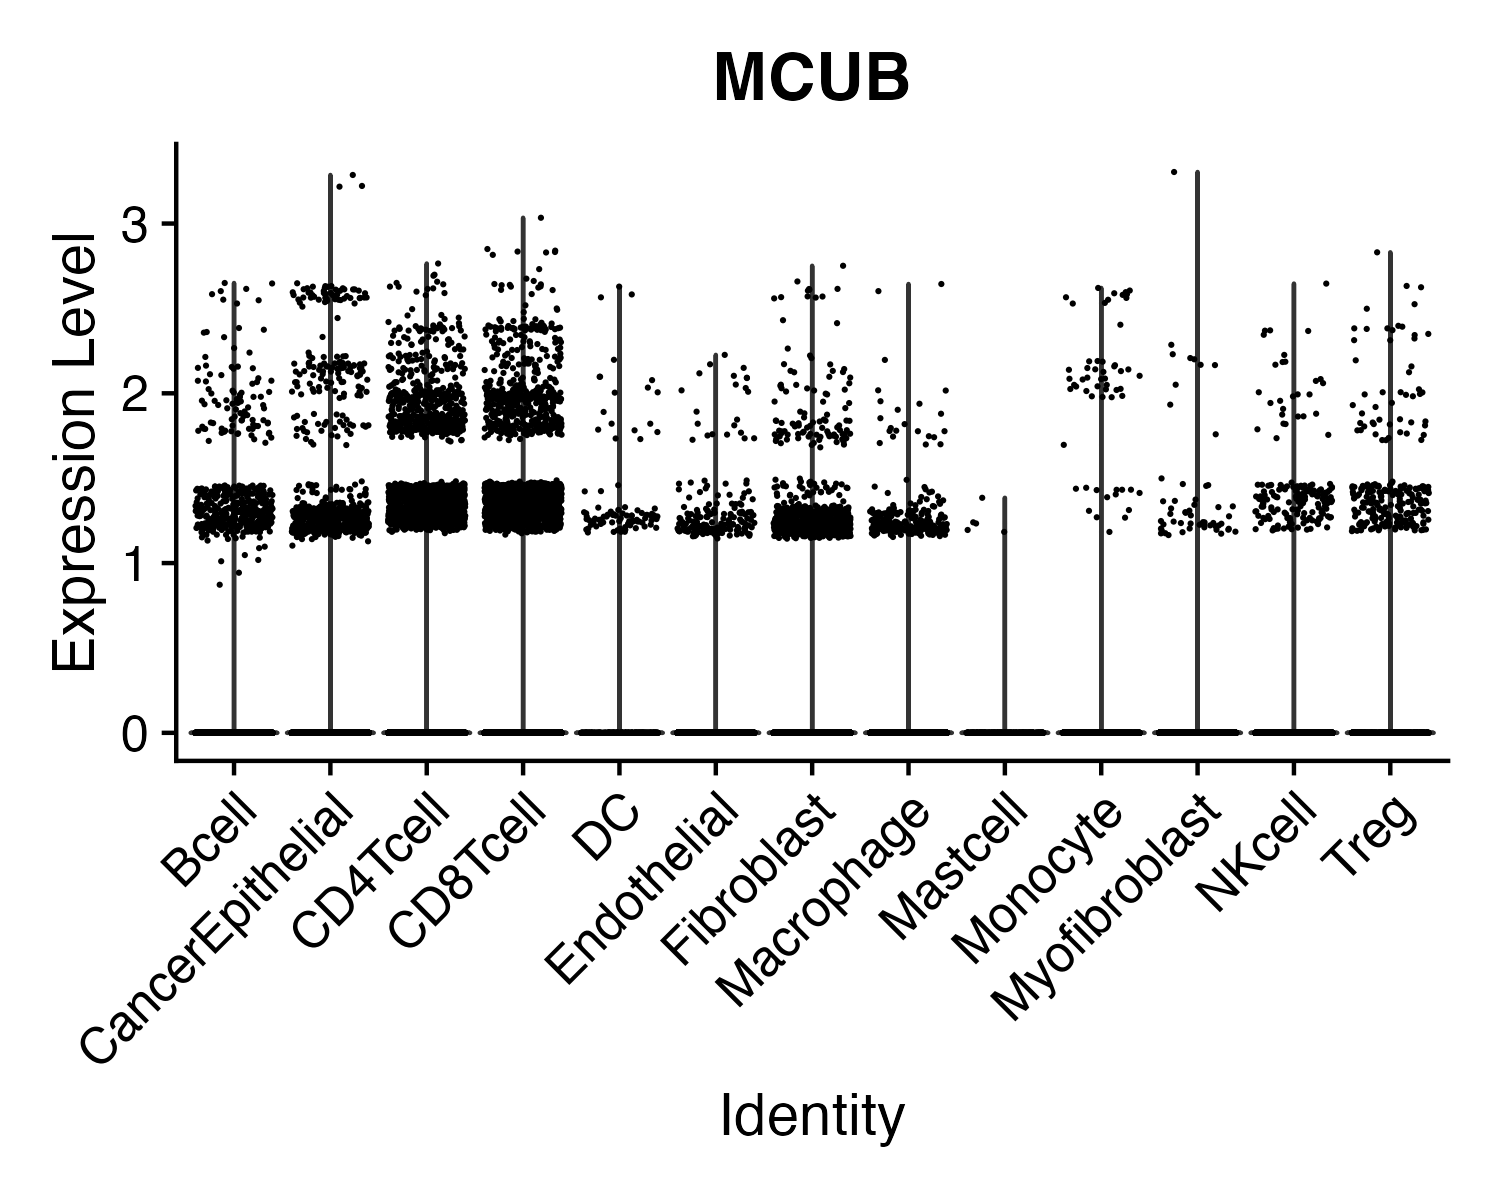 MCUB
Expression Level
3
2
1
0
Bcell
CancerEpithelial
CD4Tcell
CD8Tcell
DC
Endothelial
Fibroblast
Macrophage
Mastcell
Monocyte
Myofibroblast
NKcell
Treg
Identity